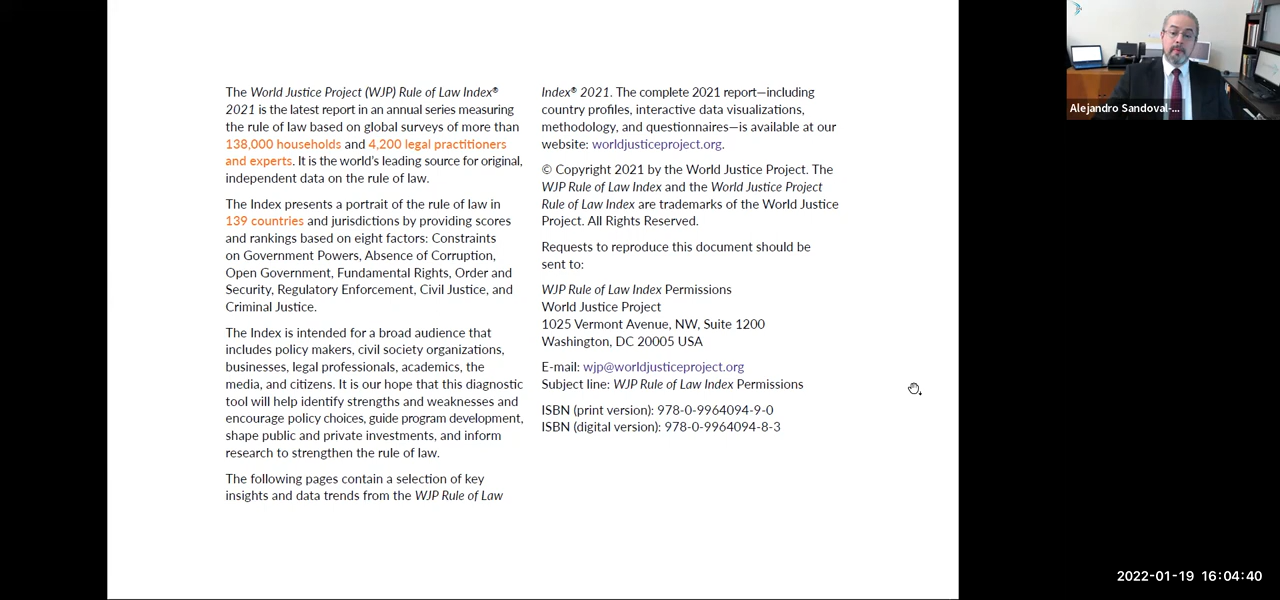 The World Justice Project (WJP) Rule of Law Index®
2021 is the latest report in an annual series measuring
the rule of law based on global surveys of more than
138,000 households and 4,200 legal practitioners
and experts. It is the world's leading source for original,
independent data on the rule of law.
The Index presents a portrait of the rule of law in
139 countries and jurisdictions by providing scores
and rankings based on eight factors: Constraints
on Government Powers, Absence of Corruption,
Open Government, Fundamental Rights, Order and
Security, Regulatory Enforcement, Civil Justice, and
Criminal Justice.
The Index is intended for a broad audience that
includes policy makers, civil society organizations,
businesses, legal professionals, academics, the
media, and citizens. It is our hope that this diagnostic
tool will help identify strengths and weaknesses and
encourage policy choices, guide program development,
shape public and private investments, and inform
research to strengthen the rule of law.
The following pages contain a selection of key
insights and data trends from the WJP Rule of Law
Index® 2021. The complete 2021 report—including
country profiles, interactive data visualizations,
methodology, and questionnaires—is available at our
website: worldjusticeproject.org.
© Copyright 2021 by the World Justice Project. The
WJP Rule of Law Index and the World Justice Project
Rule of Law Index are trademarks of the World Justice
Project. All Rights Reserved.
Requests to reproduce this document should be
sent to:
WJP Rule of Law Index Permissions
World Justice Project
1025 Vermont Avenue, NW, Suite 1200
Washington, DC 20005 USA
E-mail: wjp@worldjusticeproject.org
Subject line: WJP Rule of Law Index Permissions
ISBN (print version): 978-0-9964094-9-0
ISBN (digital version): 978-0-9964094-8-3
Alejandro Sandoval-...
2022-01-19 16:04:40